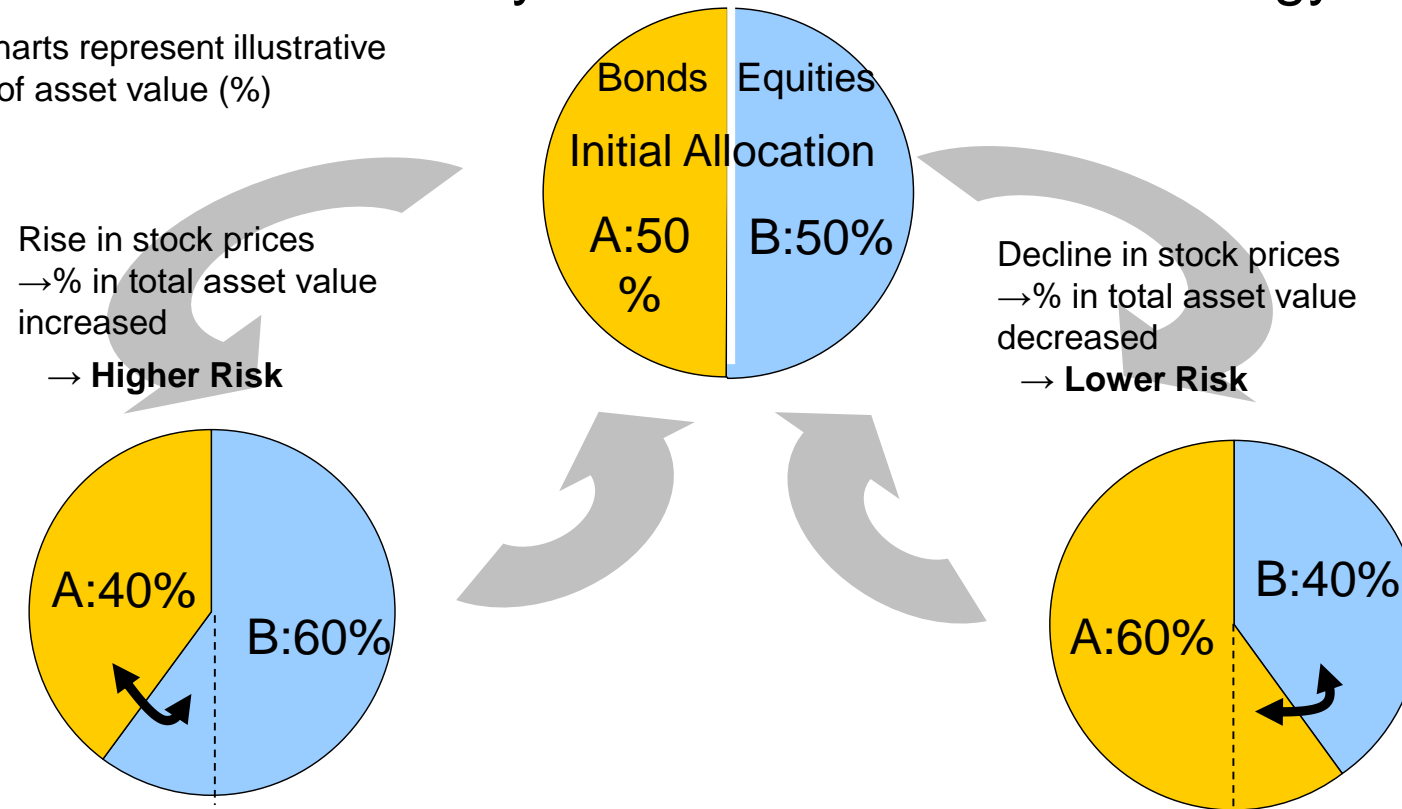 of asset value (%)
represent illustrative
Bonds Equities
Initial Allocation
A:50
%
B:50%
Rise in stock prices
→% in total asset value
increased
→ Higher Risk
Decline in stock prices
→% in total asset value
decreased
→ Lower Risk
A:40%
B:60%
A:60%
B:40%